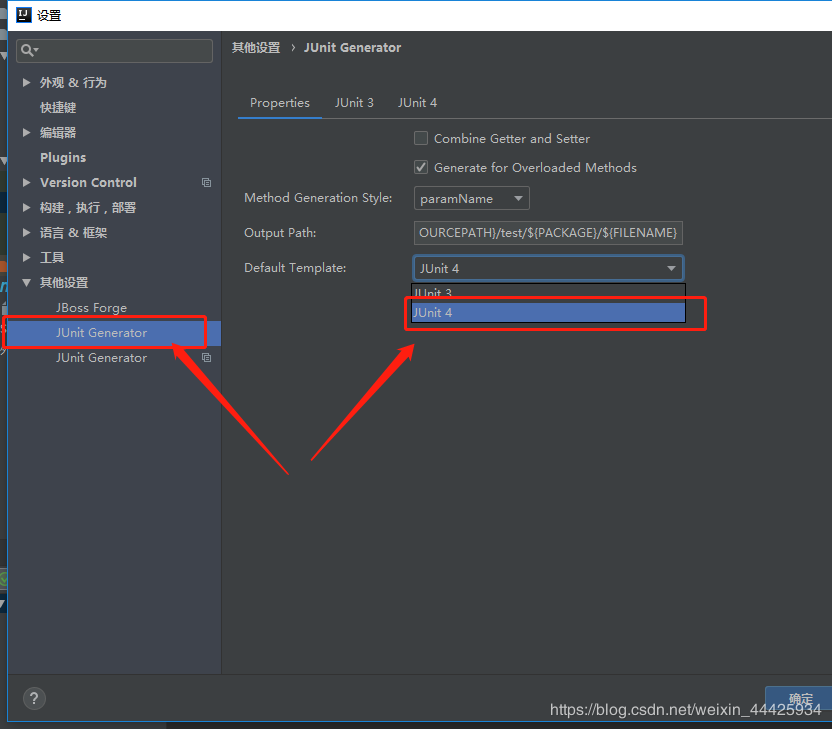 设置
其他设置 › JUnit Generator
外观 & 行为
快捷键
编辑器
Plugins
Version Control
构建，执行，部署
语言 & 框架
工具
其他设置
JBoss Forge
JUnit Generator
JUnit Generator
Properties JUnit 3 JUnit 4
Combine Getter and Setter
Generate for Overloaded Methods
Method Generation Style: paramName
Output Path: OURCEPATH}/test/${PACKAGE}/${FILENAME}
Default Template: JUnit 4
JUnit 3
JUnit 4
?
确定
https://blog.csdn.net/weixin_44425934